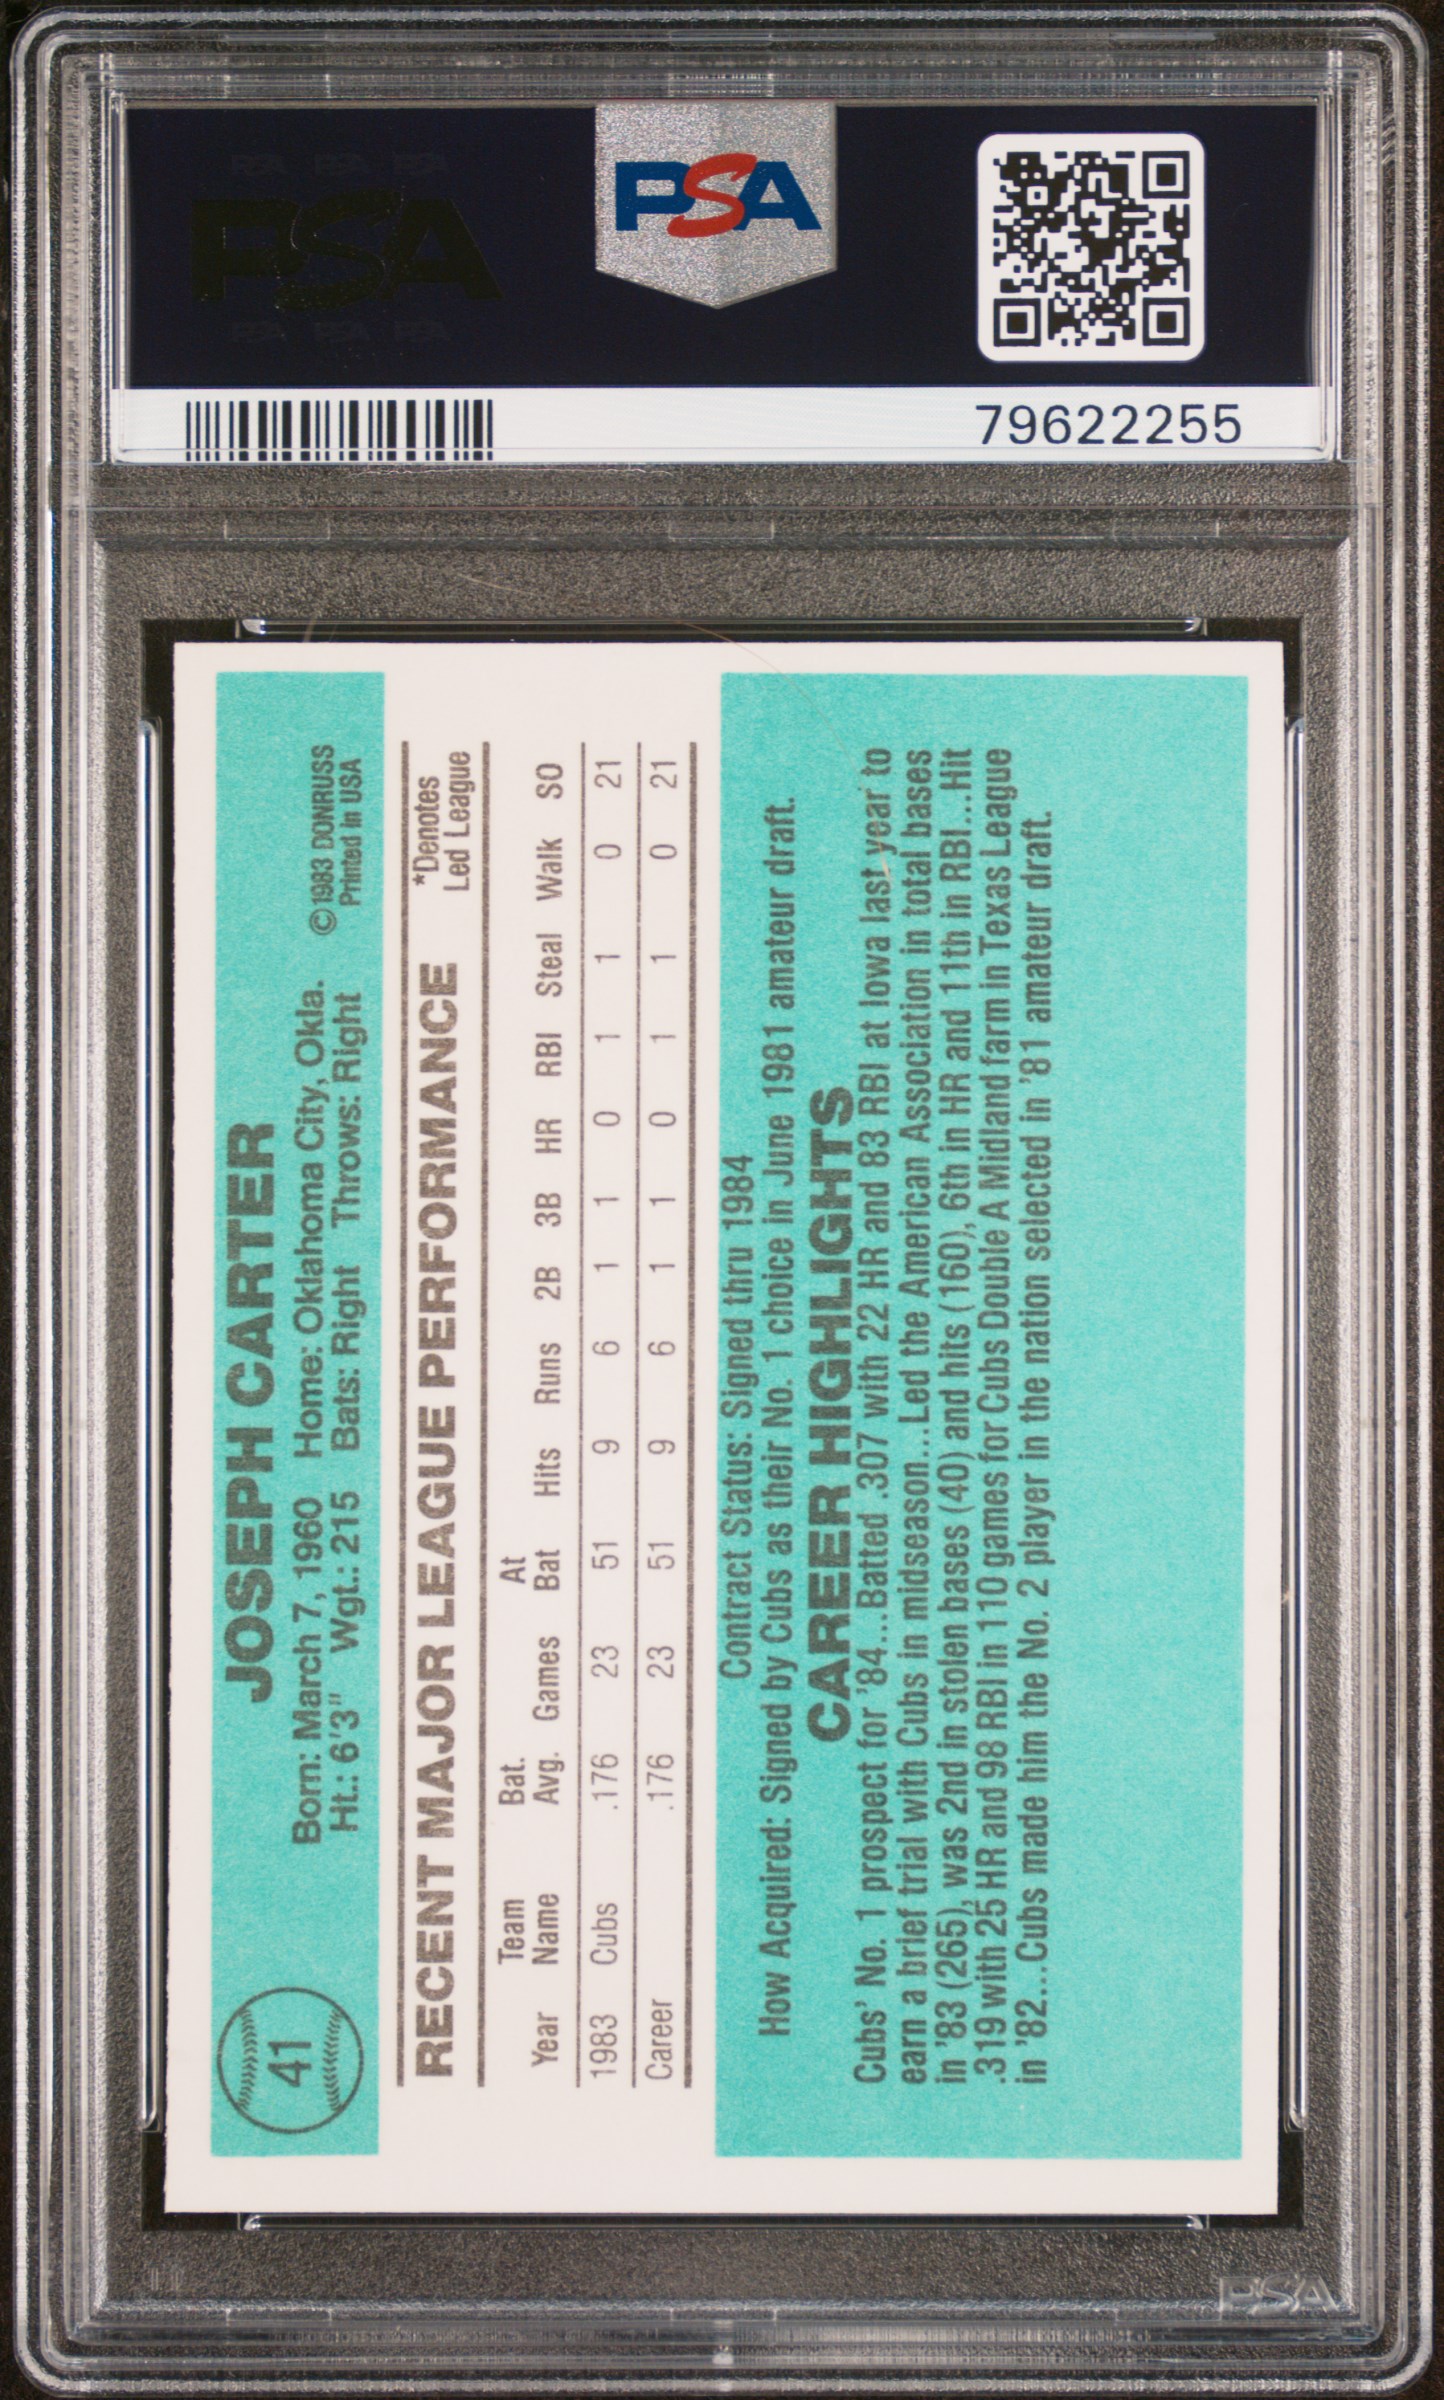 PSA
PSA PSA PSA
PSA
PSA PSA PSA
79622255
41
JOSEPH CARTER
Born: March 7, 1960 Home: Oklahoma City, Okla. ©1983 DONRUSS
Ht.: 6'3" Wgt.: 215 Bats: Right Throws: Right Printed in USA
RECENT MAJOR LEAGUE PERFORMANCE
*Denotes
Led League
Year Team Name Bat. Avg. Games At Bat Hits Runs 2B 3B HR RBI Steal Walk SO
1983 Cubs .176 23 51 9 6 1 1 0 1 1 0 21
Career .176 23 51 9 6 1 1 0 1 1 0 21
Contract Status: Signed thru 1984
How Acquired: Signed by Cubs as their No. 1 choice in June 1981 amateur draft.
CAREER HIGHLIGHTS
Cubs' No. 1 prospect for '84...Batted .307 with 22 HR and 83 RBI at Iowa last year to
earn a brief trial with Cubs in midseason...Led the American Association in total bases
in '83 (265), was 2nd in stolen bases (40) and hits (160), 6th in HR and 11th in RBI...Hit
.319 with 25 HR and 98 RBI in 110 games for Cubs Double A Midland farm in Texas League
in '82...Cubs made him the No. 2 player in the nation selected in '81 amateur draft.
PSA